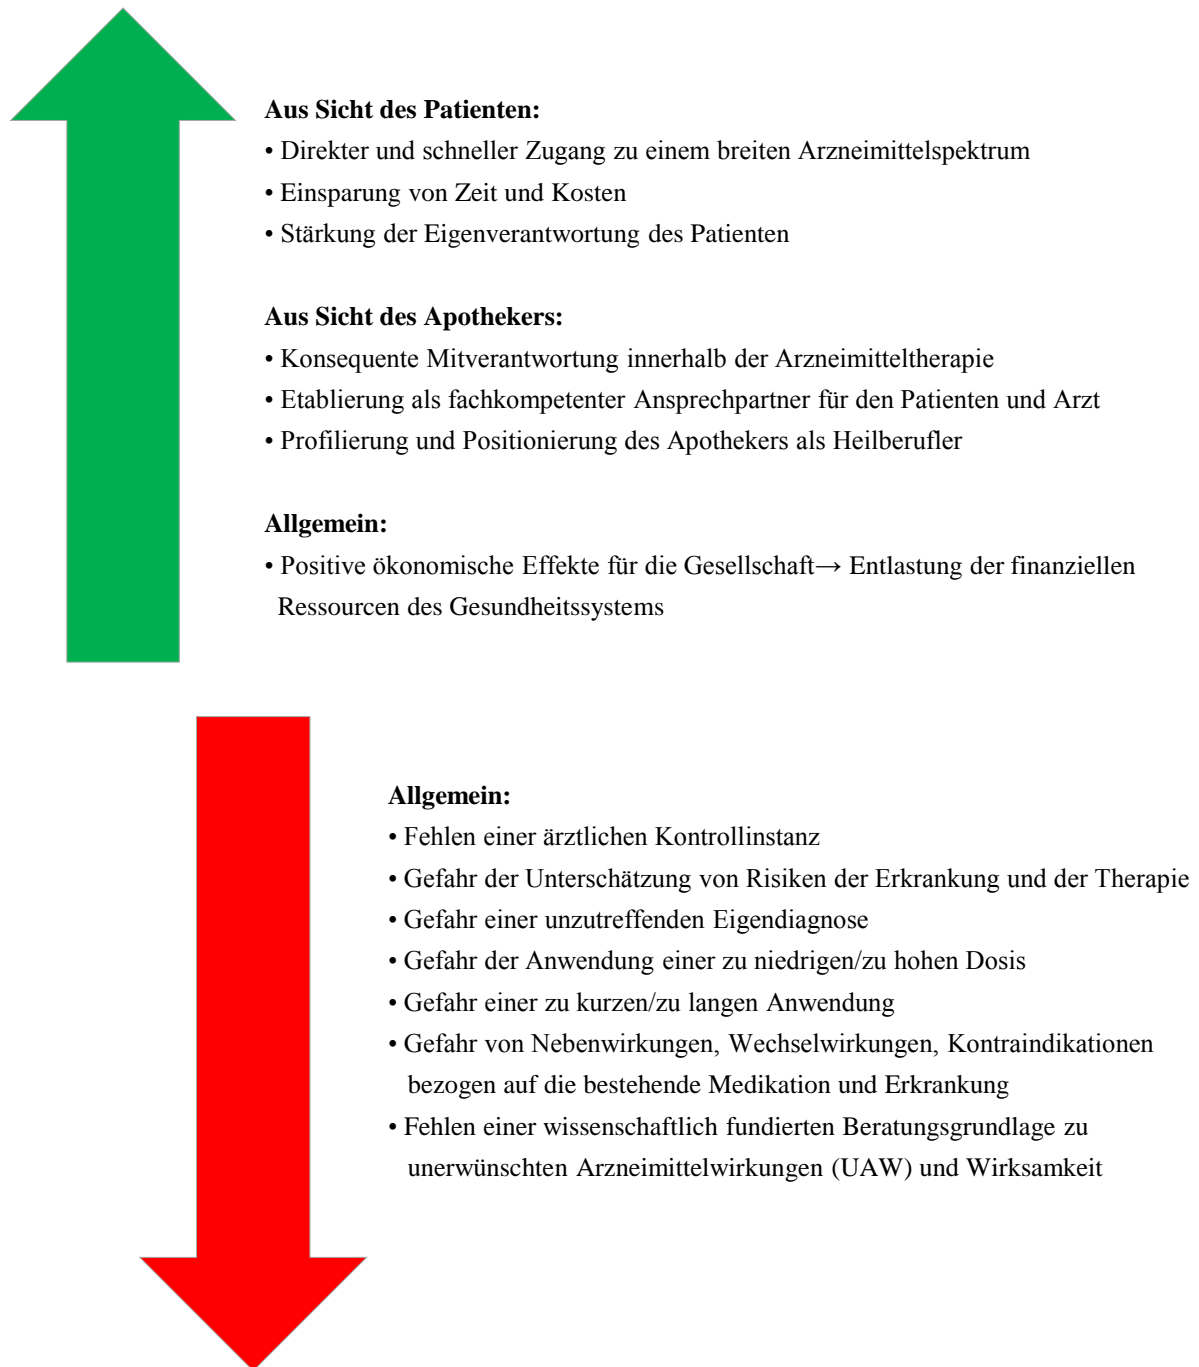 Aus Sicht des Patienten:
• Direkter und schneller Zugang zu einem breiten Arzneimittelspektrum
• Einsparung von Zeit und Kosten
• Stärkung der Eigenverantwortung des Patienten
Aus Sicht des Apothekers:
• Konsequente Mitverantwortung innerhalb der Arzneimitteltherapie
• Etablierung als fachkompetenter Ansprechpartner für den Patienten und Arzt
• Profilierung und Positionierung des Apothekers als Heilberufler
Allgemein:
• Positive ökonomische Effekte für die Gesellschaft→ Entlastung der finanziellen
Ressourcen des Gesundheitssystems
Allgemein:
• Fehlen einer ärztlichen Kontrollinstanz
• Gefahr der Unterschätzung von Risiken der Erkrankung und der Therapie
• Gefahr einer unzutreffenden Eigendiagnose
• Gefahr der Anwendung einer zu niedrigen/zu hohen Dosis
• Gefahr einer zu kurzen/zu langen Anwendung
• Gefahr von Nebenwirkungen, Wechselwirkungen, Kontraindikationen
bezogen auf die bestehende Medikation und Erkrankung
• Fehlen einer wissenschaftlich fundierten Beratungsgrundlage zu
unerwünschten Arzneimittelwirkungen (UAW) und Wirksamkeit